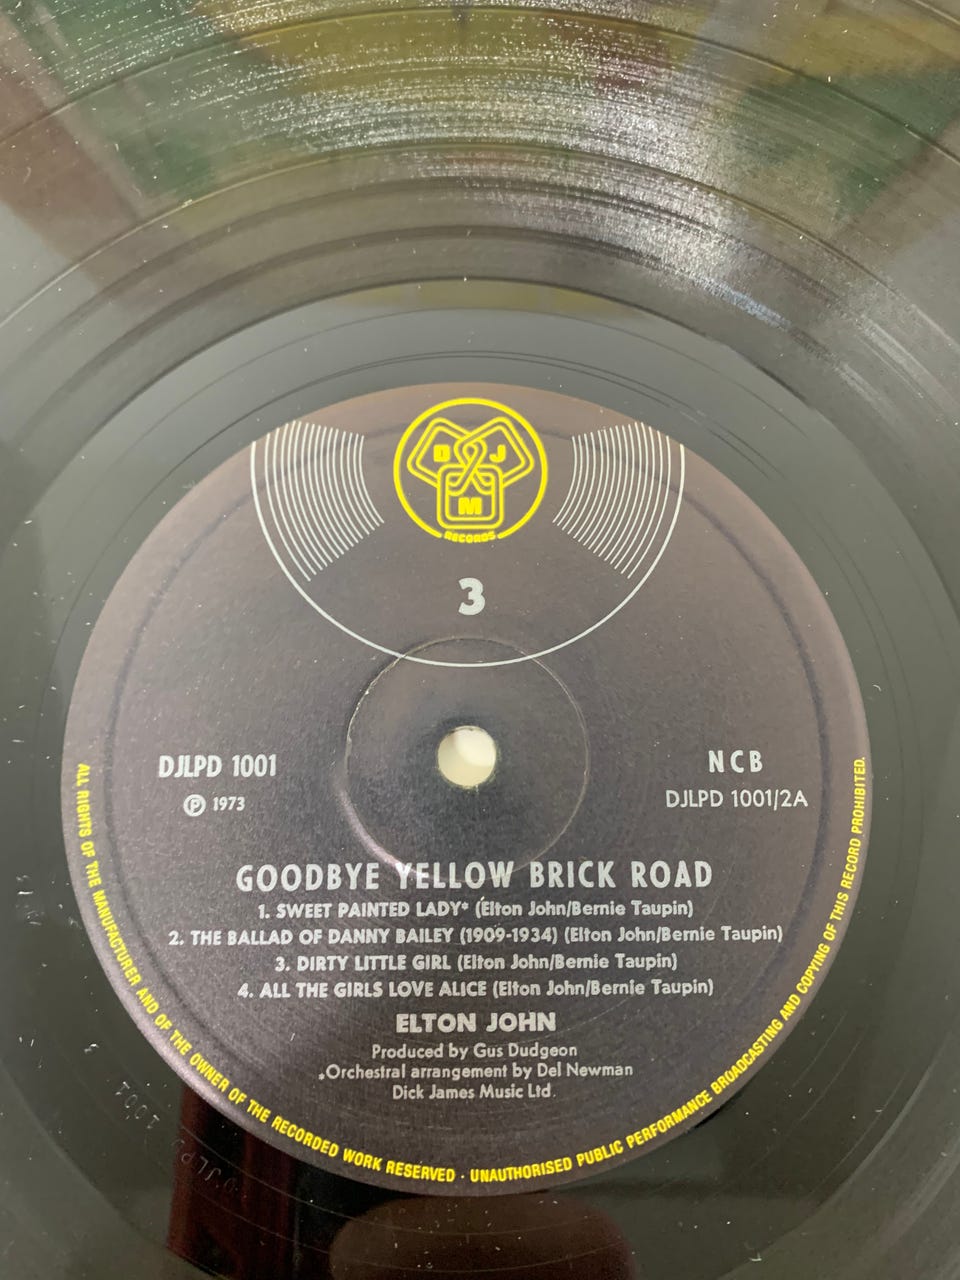 D J
M
RECORDS
3
DJLPD 1001
Ⓟ 1973
NCB
DJLPD 1001/2A
GOODBYE YELLOW BRICK ROAD
1. SWEET PAINTED LADY* (Elton John/Bernie Taupin)
2. THE BALLAD OF DANNY BAILEY (1909-1934) (Elton John/Bernie Taupin)
3. DIRTY LITTLE GIRL (Elton John/Bernie Taupin)
4. ALL THE GIRLS LOVE ALICE (Elton John/Bernie Taupin)
ELTON JOHN
Produced by Gus Dudgeon
*Orchestral arrangement by Del Newman
Dick James Music Ltd.
ALL RIGHTS OF THE MANUFACTURER AND OF THE OWNER OF THE RECORDED WORK RESERVED · UNAUTHORISED PUBLIC PERFORMANCE BROADCASTING AND COPYING OF THIS RECORD PROHIBITED.